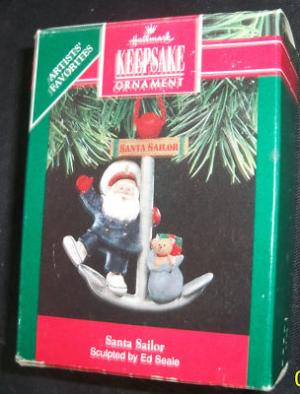 ARTISTS'
FAVORITES
Hallmark
KEEPSAKE
ORNAMENT
SANTA SAILOR
Santa Sailor
Sculpted by Ed Seale